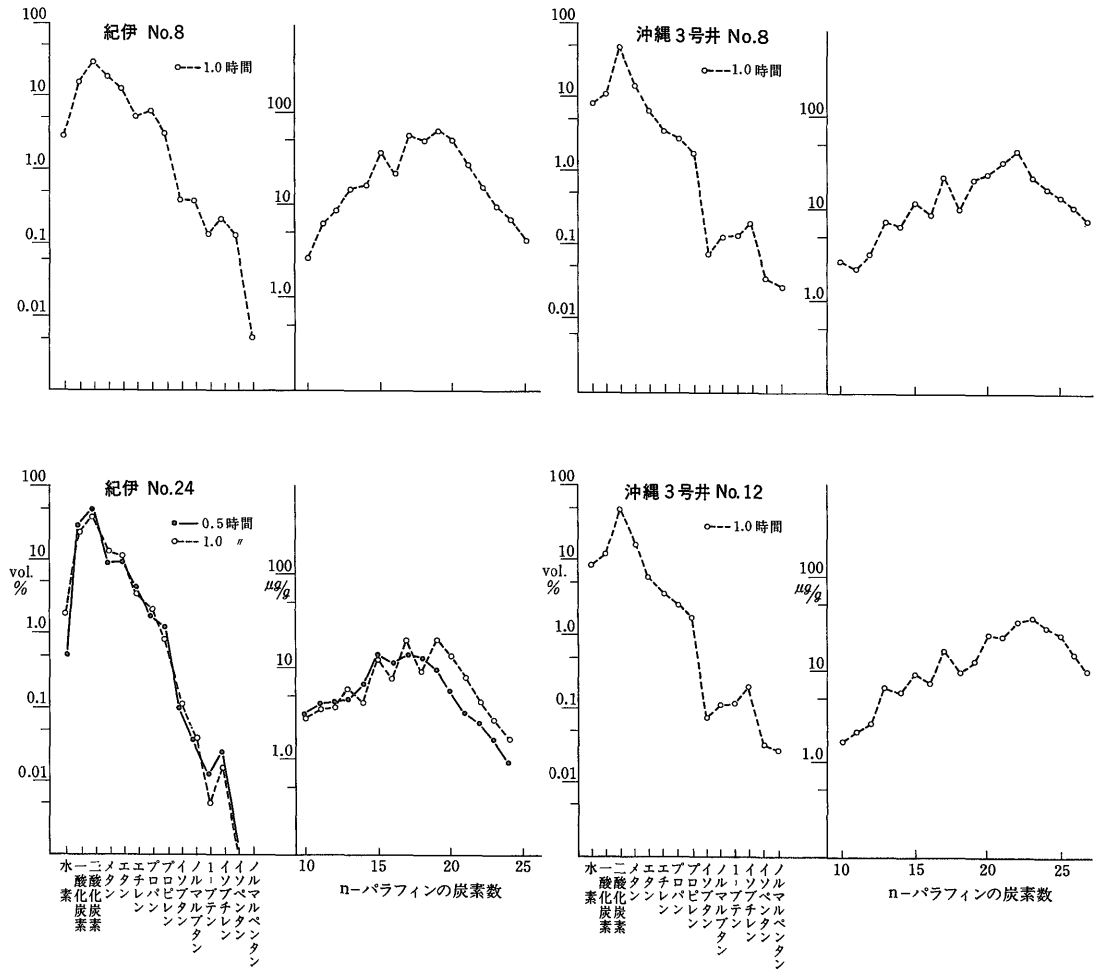 紀伊 No.8
1.0 時間
100
10
1.0
0.1
0.01
100
10
1.0
沖縄3号井 No.8
1.0 時間
100
10
1.0
0.1
0.01
100
10
1.0
10
15
20
25
紀伊 No.24
0.5 時間
1.0 〃
100
10
vol.
%
1.0
0.1
0.01
100
μg/g
10
1.0
水素
一酸化炭素
二酸化炭素
メタン
エタン
エチレン
プロパン
プロピレン
イソブタン
ノルマルブタン
1-ブテン
イソブチレン
イソペンタン
ノルマルペンタン
10
15
20
25
n-パラフィンの炭素数
沖縄3号井 No.12
1.0 時間
100
10
vol.
%
1.0
0.1
0.01
100
μg/g
10
1.0
水素
一酸化炭素
二酸化炭素
メタン
エタン
エチレン
プロパン
プロピレン
イソブタン
ノルマルブタン
1-ブテン
イソブチレン
イソペンタン
ノルマルペンタン
10
15
20
25
n-パラフィンの炭素数